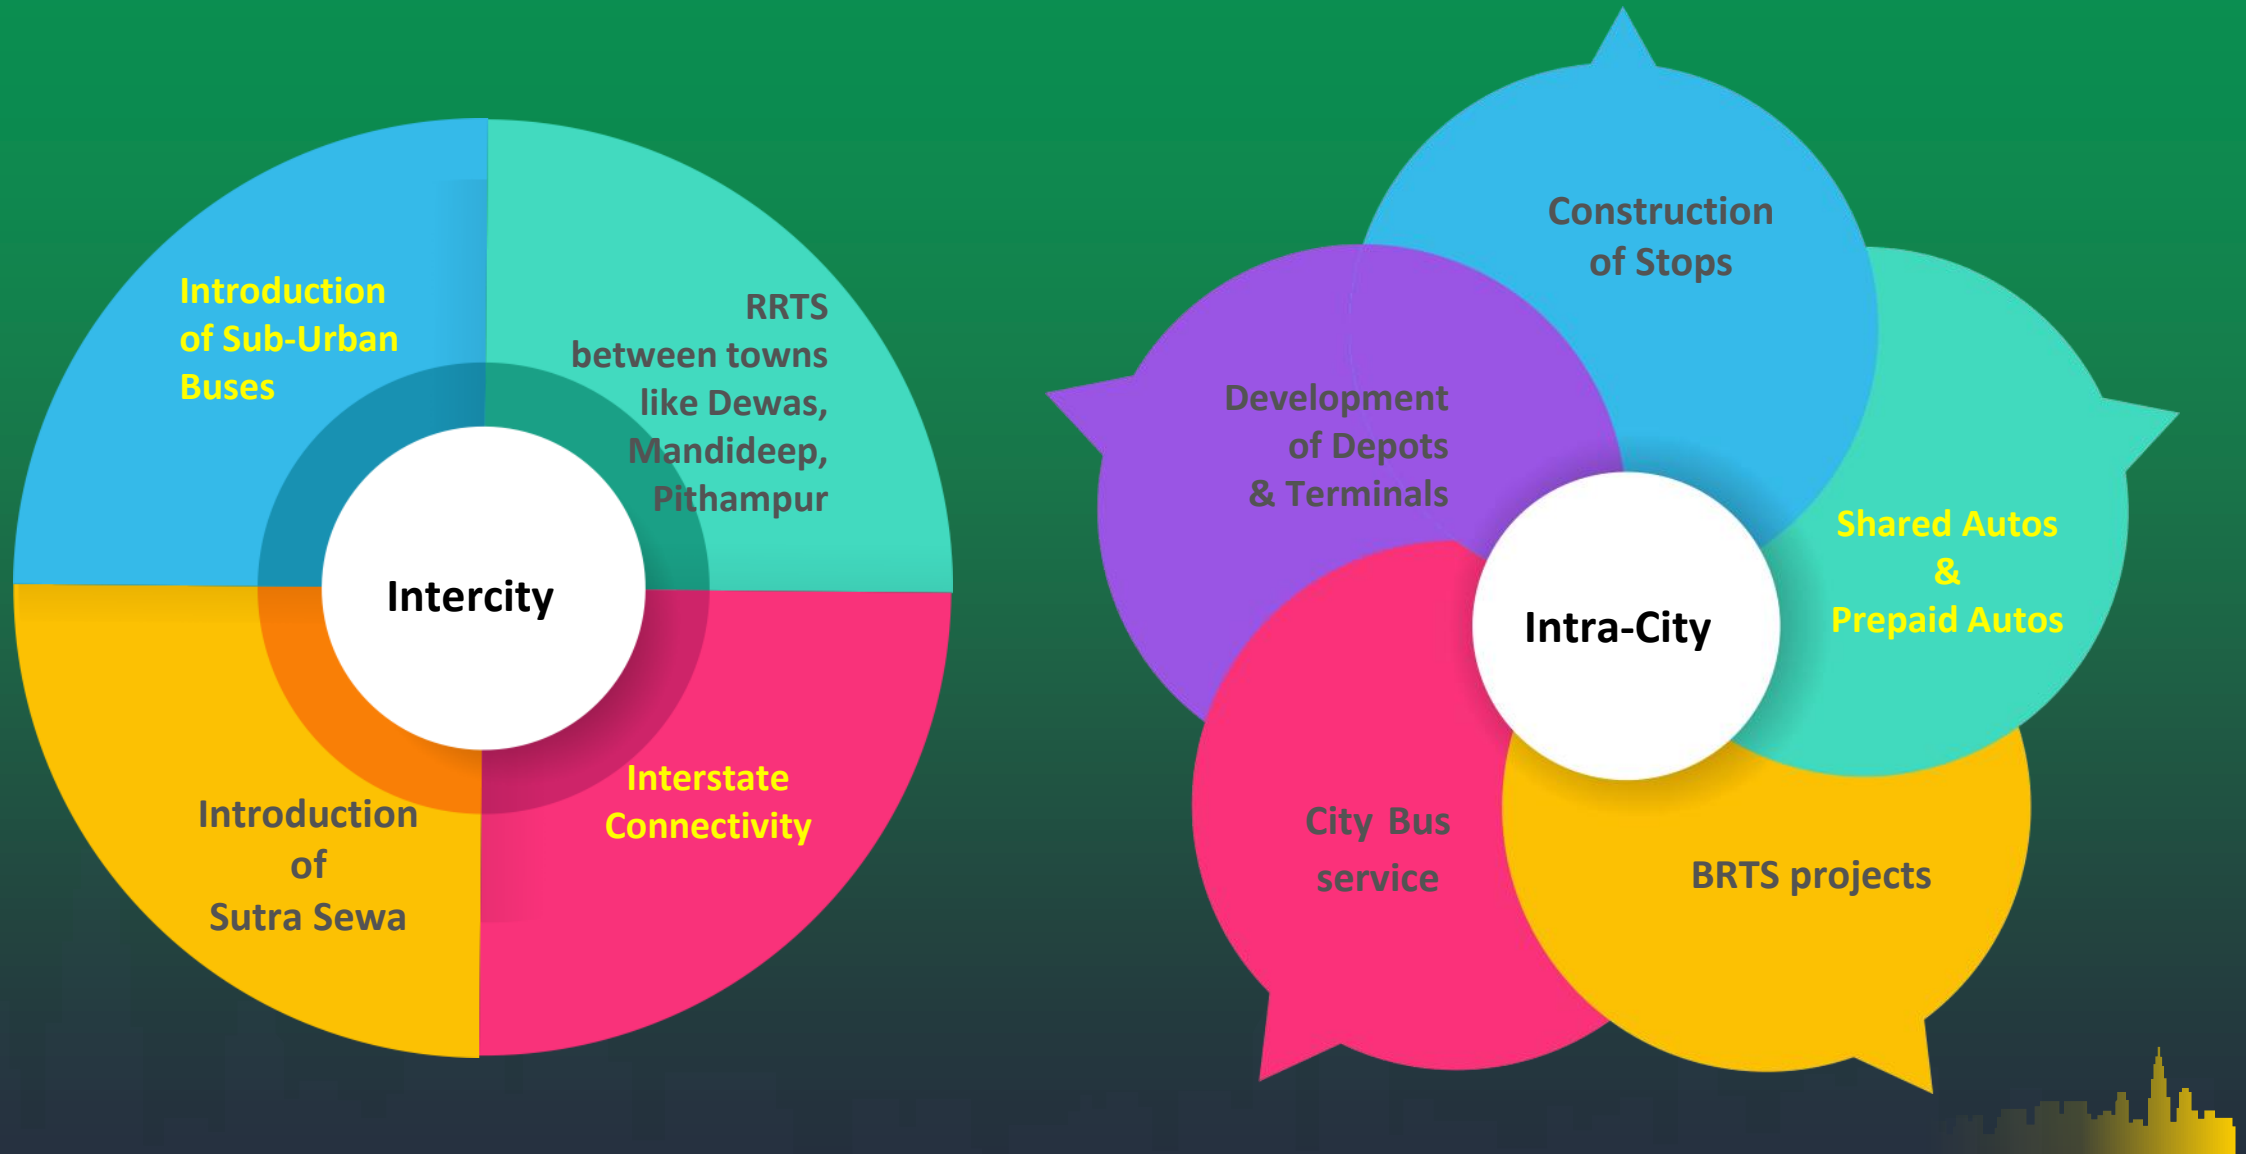 Introduction
of Sub-Urban
Buses
RRTS
between towns
like Dewas,
Mandideep,
Pithampur
Intercity
Introduction
of
Sutra Sewa
Interstate
Connectivity
Construction
of Stops
Development
of Depots
& Terminals
Shared Autos
&
Prepaid Autos
Intra-City
City Bus
service
BRTS projects